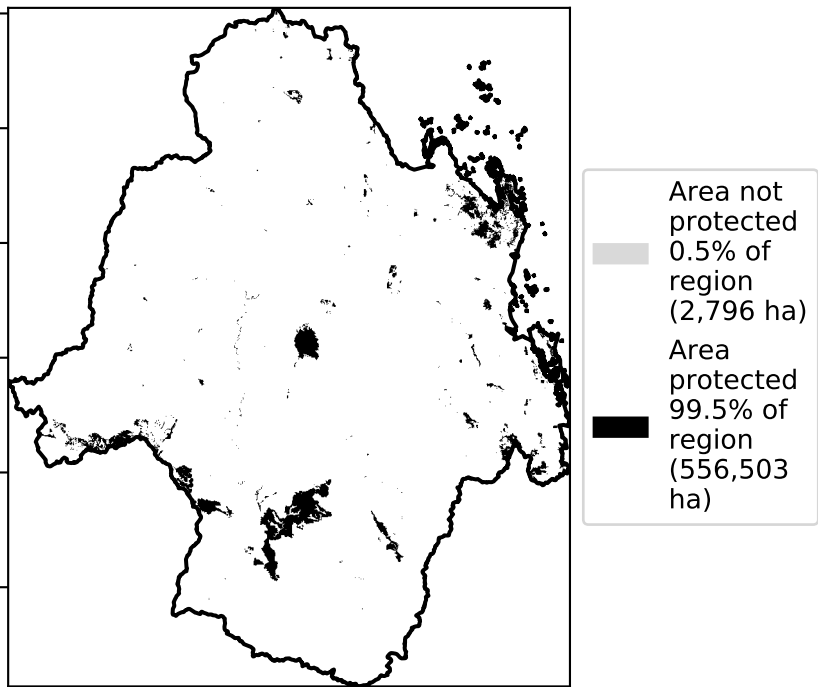 Area not
protected
0.5% of
region
(2,796 ha)
Area
protected
99.5% of
region
(556,503
ha)